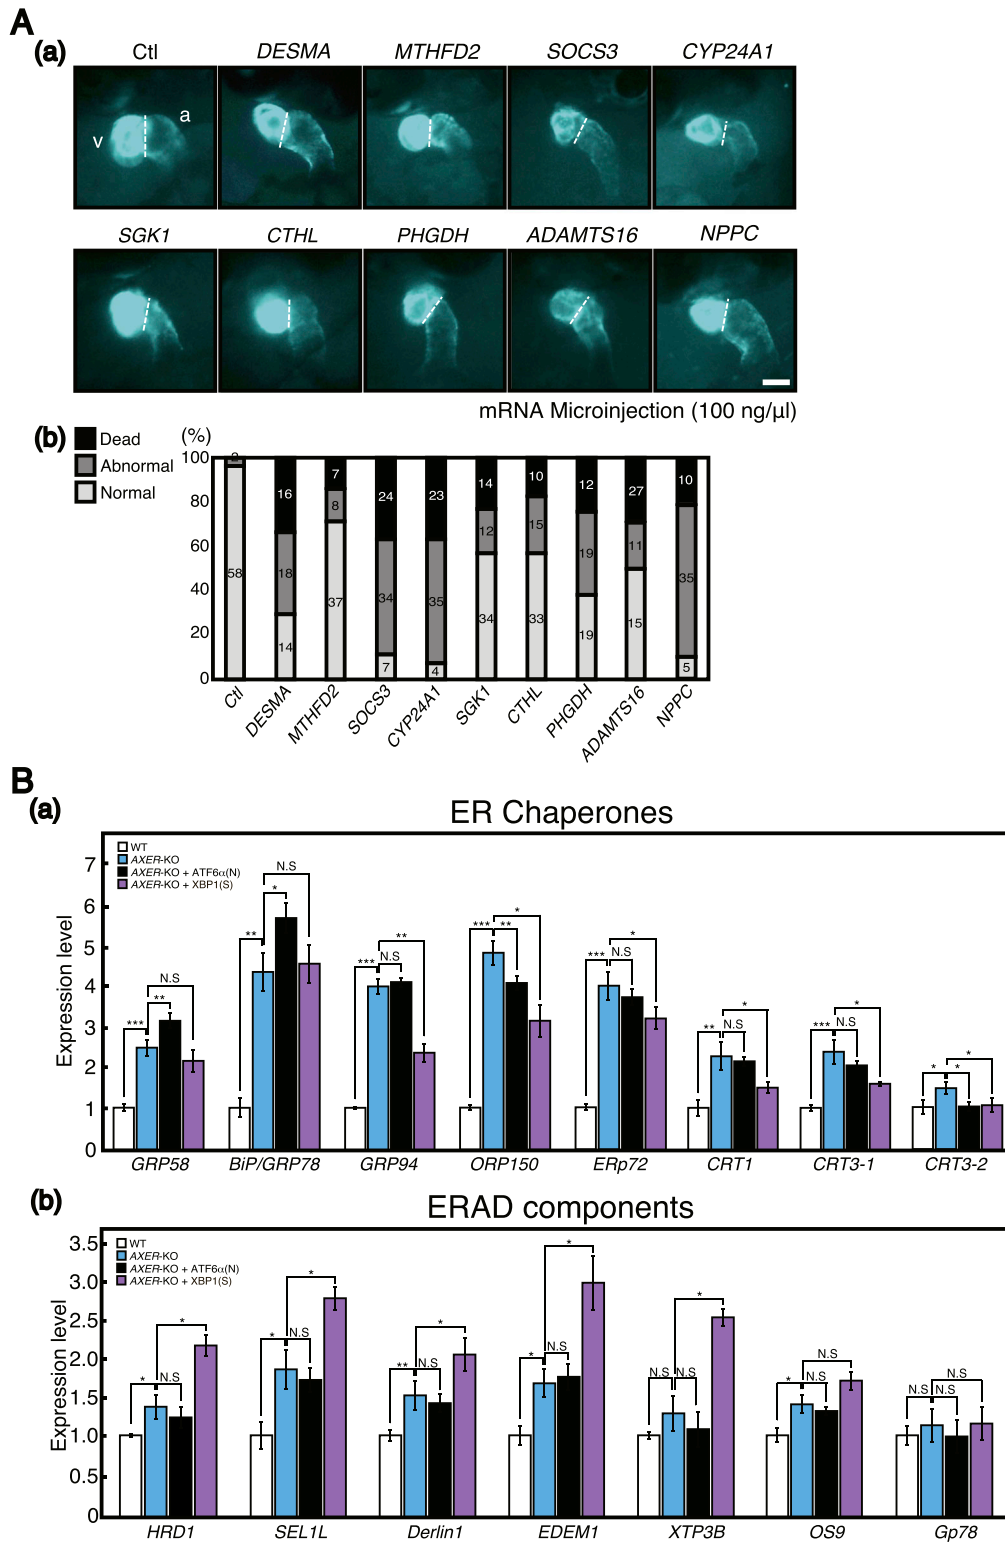 A
(a)
Ctl DESMA MTHFD2 SOCS3 CYP24A1
v a
SGK1 CTHL PHGDH ADAMTS16 NPPC
mRNA Microinjection (100 ng/µl)
(b)
Dead
Abnormal
Normal
(%)
100
80
60
40
20
0
2
58
16
18
14
7
8
37
24
34
7
23
35
4
14
12
34
10
15
33
12
19
19
27
11
15
10
35
5
Ctl DESMA MTHFD2 SOCS3 CYP24A1 SGK1 CTHL PHGDH ADAMTS16 NPPC
B
(a)
ER Chaperones
WT
AXER-KO
AXER-KO + ATF6α(N)
AXER-KO + XBP1(S)
Expression level
7
6
5
4
3
2
1
0
*** ** N.S
** * N.S
*** N.S **
*** ** *
*** N.S *
** N.S *
*** N.S *
* * *
GRP58 BiP/GRP78 GRP94 ORP150 ERp72 CRT1 CRT3-1 CRT3-2
(b)
ERAD components
WT
AXER-KO
AXER-KO + ATF6α(N)
AXER-KO + XBP1(S)
Expression level
3.5
3.0
2.5
2.0
1.5
1.0
0.5
0
* N.S *
* N.S *
** N.S *
* N.S *
N.S N.S *
* N.S N.S
N.S N.S N.S
HRD1 SEL1L Derlin1 EDEM1 XTP3B OS9 Gp78